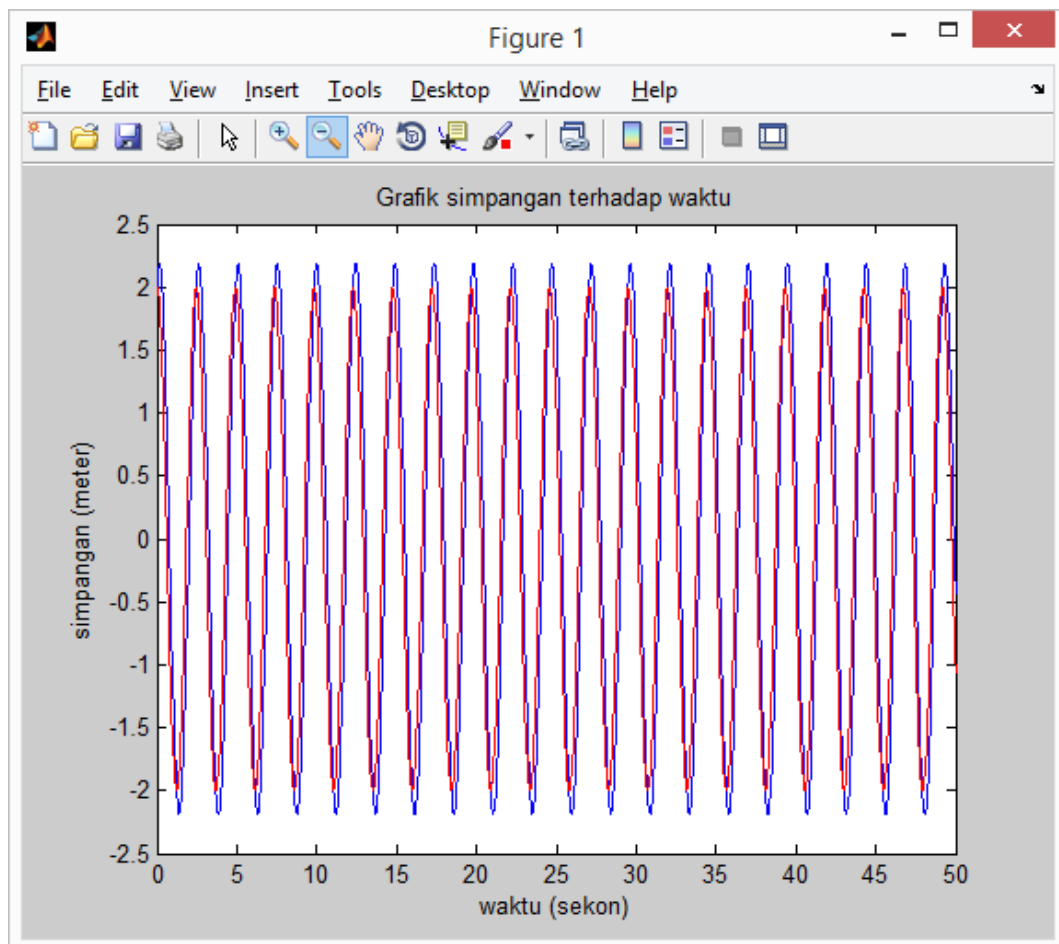 Figure 1
File Edit View Insert Tools Desktop Window Help
Grafik simpangan terhadap waktu
2.5
2
1.5
1
0.5
0
-0.5
-1
-1.5
-2
-2.5
simpangan (meter)
0 5 10 15 20 25 30 35 40 45 50
waktu (sekon)